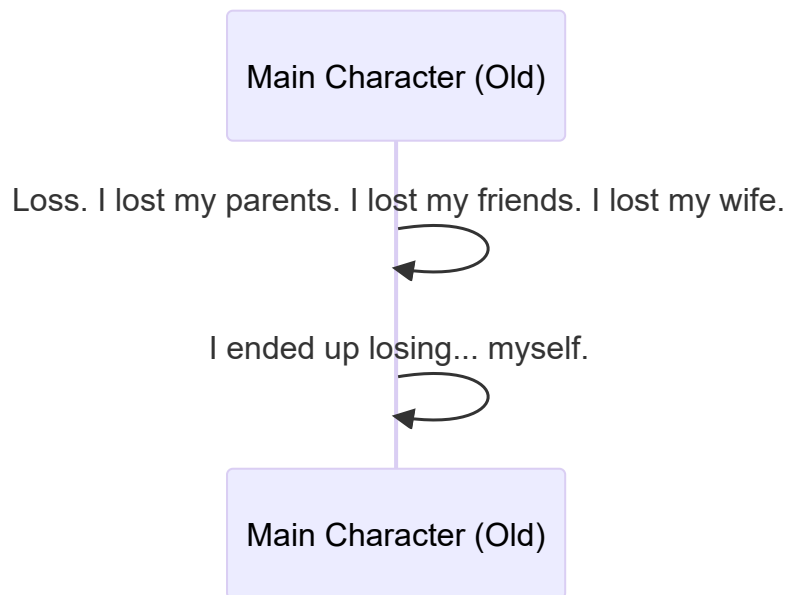 Main Character (Old)
Loss. I lost my parents. I lost my friends. I lost my wife.
I ended up losing... myself.
Main Character (Old)